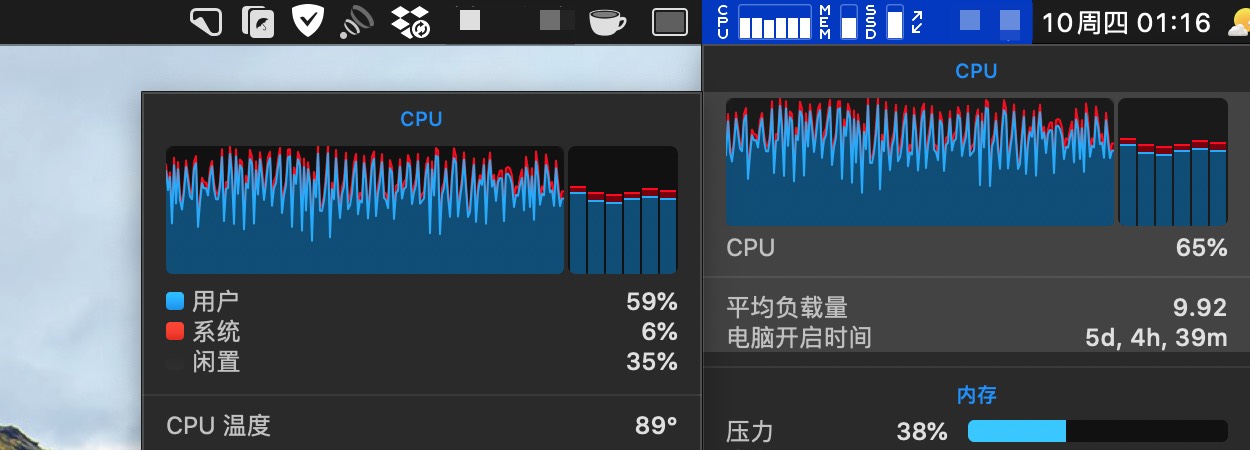 CPU
MEM
SSD
10周四 01:16
CPU
用户 59%
系统 6%
闲置 35%
CPU 温度 89°
CPU
CPU 65%
平均负载量 9.92
电脑开启时间 5d, 4h, 39m
内存
压力 38%